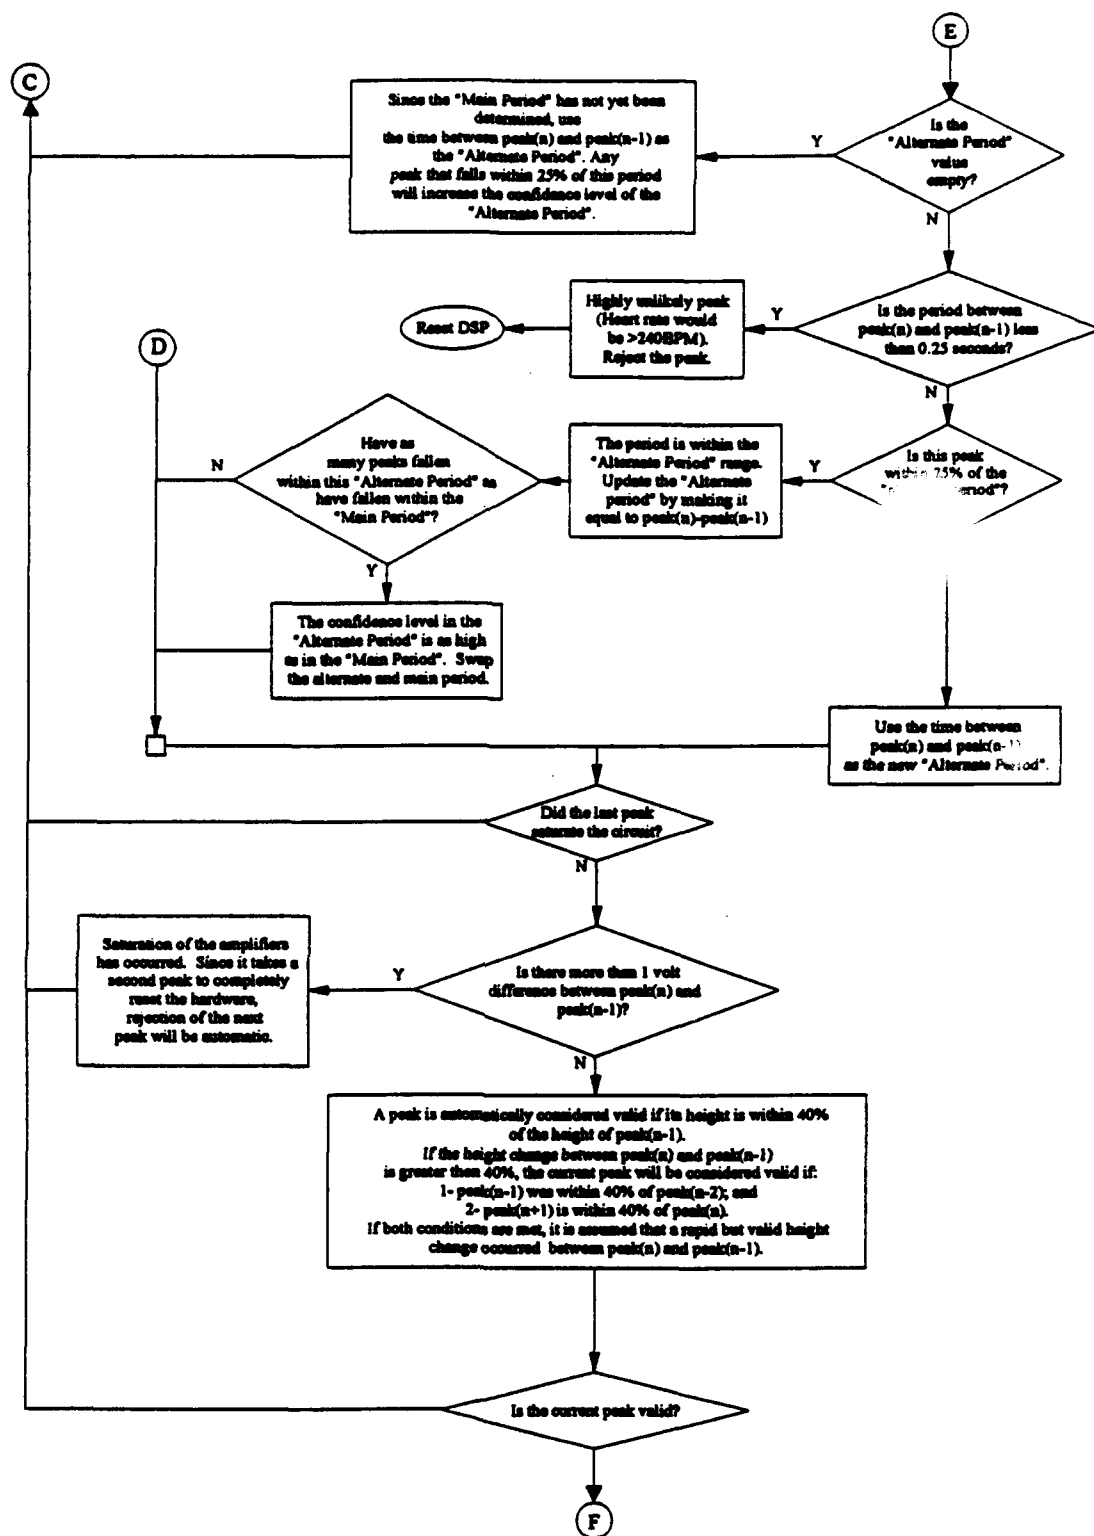 E
C
Since the "Main Period" has not yet been
determined, use
the time between peak(n) and peak(n-1) as
the "Alternate Period". Any
peak that falls within 25% of this period
will increase the confidence level of the
"Alternate Period".
Y
Is the
"Alternate Period"
value
empty?
N
Reset DSP
Highly unlikely peak
(Heart rate would
be >240BPM).
Reject the peak.
Y
Is the period between
peak(n) and peak(n-1) less
than 0.25 seconds?
N
D
N
Have as
many peaks fallen
within this "Alternate Period" as
have fallen within the
"Main Period"?
Y
The period is within the
"Alternate Period" range.
Update the "Alternate
period" by making it
equal to peak(n)-peak(n-1)
Y
Is this peak
within 25% of the
eriod"?
The confidence level in the
"Alternate Period" is as high
as in the "Main Period". Swap
the alternate and main period.
Use the time between
peak(n) and peak(n-1)
as the new "Alternate Period".
Did the last peak
saturate the circuit?
N
Saturation of the amplifiers
has occurred. Since it takes a
second peak to completely
reset the hardware,
rejection of the next
peak will be automatic.
Y
Is there more than 1 volt
difference between peak(n) and
peak(n-1)?
N
A peak is automatically considered valid if its height is within 40%
of the height of peak(n-1).
If the height change between peak(n) and peak(n-1)
is greater then 40%, the current peak will be considered valid if:
1- peak(n-1) was within 40% of peak(n-2); and
2- peak(n+1) is within 40% of peak(n).
If both conditions are met, it is assumed that a rapid but valid height
change occurred between peak(n) and peak(n-1).
Is the current peak valid?
F